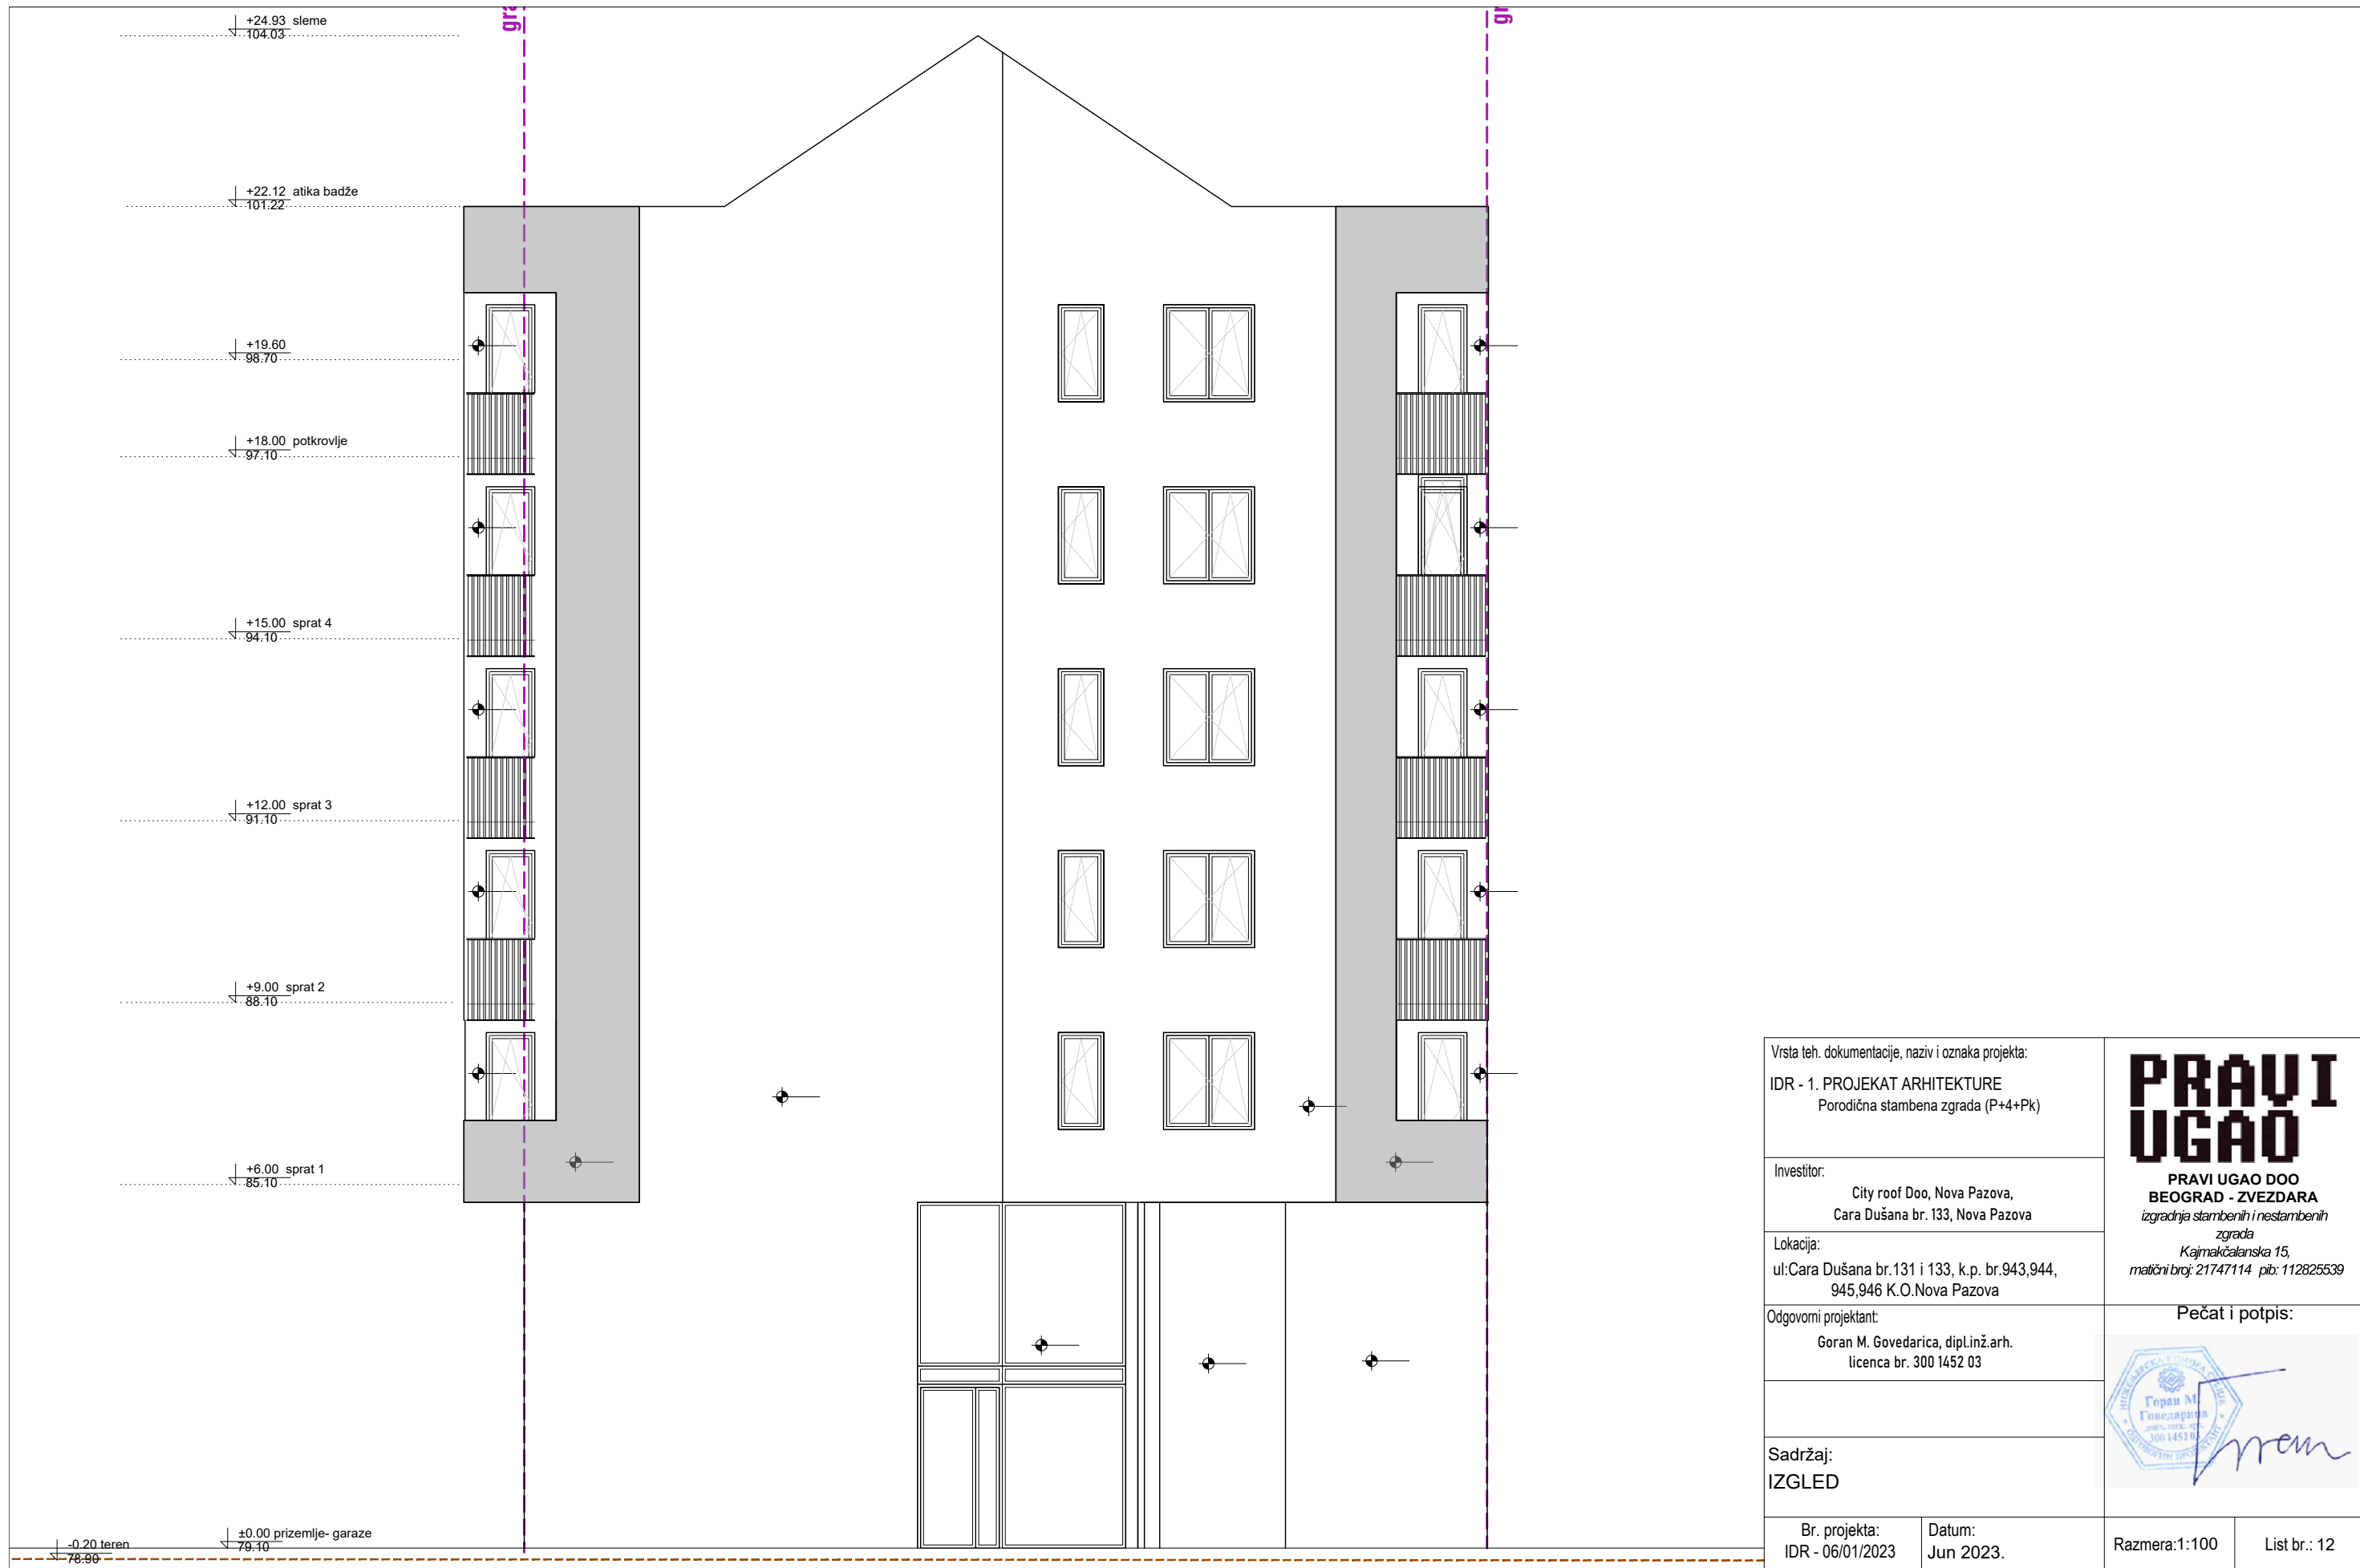 +24.93 sleme
104.03
+22.12 atika badže
101.22
+19.60
98.70
+18.00 potkrovlje
97.10
+15.00 sprat 4
94.10
+12.00 sprat 3
91.10
+9.00 sprat 2
88.10
+6.00 sprat 1
85.10
±0.00 prizemlje- garaze
79.10
-0.20 teren
78.90
Vrsta teh. dokumentacije, naziv i oznaka projekta:
IDR - 1. PROJEKAT ARHITEKTURE
Porodična stambena zgrada (P+4+Pk)
Investitor:
City roof Doo, Nova Pazova,
Cara Dušana br. 133, Nova Pazova
Lokacija:
ul:Cara Dušana br.131 i 133, k.p. br.943,944,
945,946 K.O.Nova Pazova
Odgovorni projektant:
Goran M. Govedarica, dipl.inž.arh.
licenca br. 300 1452 03
Sadržaj:
IZGLED
Br. projekta:
IDR - 06/01/2023
Datum:
Jun 2023.
PRAVI
UGAO
PRAVI UGAO DOO
BEOGRAD - ZVEZDARA
izgradnja stambenih i nestambenih
zgrada
Kajmakčalanska 15,
matični broj: 21747114 pib: 112825539
Pečat i potpis:
Горан М.
Говедарица
300 1452 03
Razmera:1:100
List br.: 12